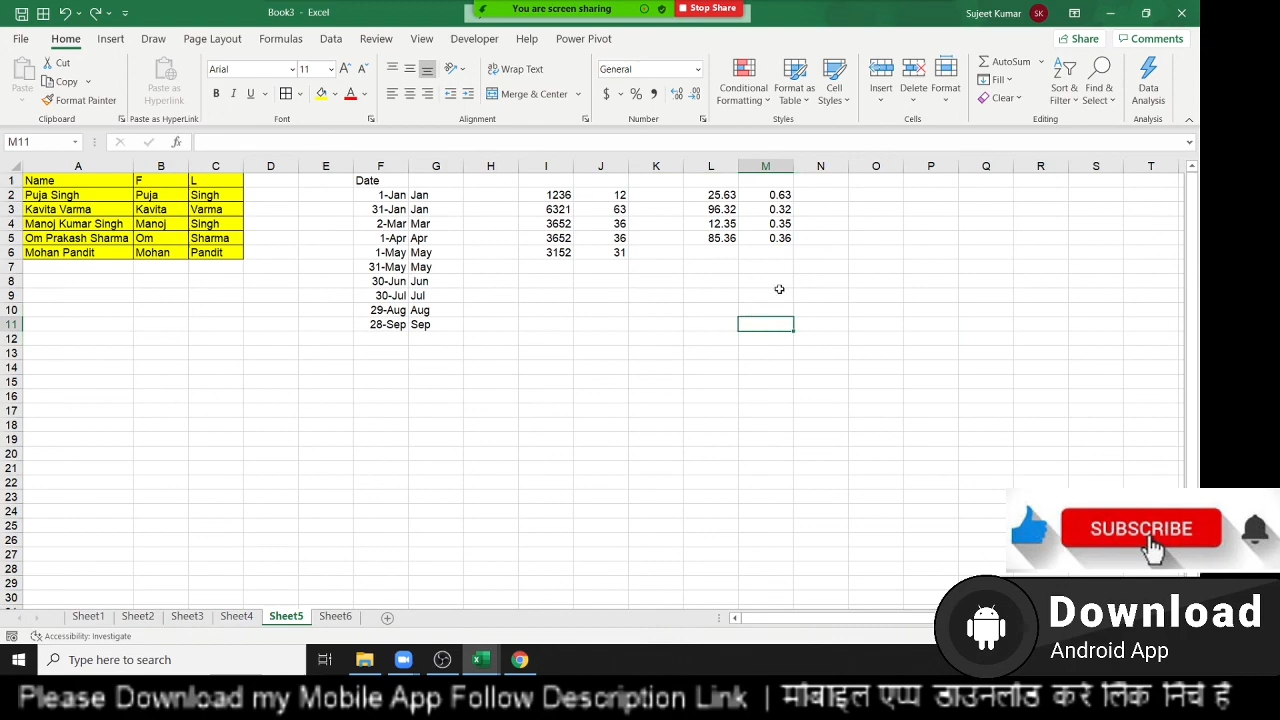 Book3 - Excel
You are screen sharing
Stop Share
Sujeet Kumar
SK
File Home Insert Draw Page Layout Formulas Data Review View Developer Help Power Pivot
Share
Comments
Paste
Cut
Copy
Format Painter
Clipboard
Paste as Hyperlink
Paste as HyperLink
Arial
11
B I U
Font
Wrap Text
Merge & Center
Alignment
General
$ % ,
Number
Conditional Formatting
Format as Table
Cell Styles
Styles
Insert
Delete
Format
Cells
AutoSum
Fill
Clear
Sort & Filter
Find & Select
Editing
Data Analysis
Analysis
M11
fx
A B C D E F G H I J K L M N O P Q R S T
1 Name F L Date
2 Puja Singh Puja Singh 1-Jan Jan 1236 12 25.63 0.63
3 Kavita Varma Kavita Varma 31-Jan Jan 6321 63 96.32 0.32
4 Manoj Kumar Singh Manoj Singh 2-Mar Mar 3652 36 12.35 0.35
5 Om Prakash Sharma Om Sharma 1-Apr Apr 3652 36 85.36 0.36
6 Mohan Pandit Mohan Pandit 1-May May 3152 31
7 31-May May
8 30-Jun Jun
9 30-Jul Jul
10 29-Aug Aug
11 28-Sep Sep
12
13
14
15
16
17
18
19
20
21
22
23
24
25
26
27
28
29
30
SUBSCRIBE
Download
Android App
Sheet1 Sheet2 Sheet3 Sheet4 Sheet5 Sheet6
Accessibility: Investigate
Type here to search
Please Download my Mobile App Follow Description Link | मोबाइल एप्प डाउनलोड करे लिंक निचे है